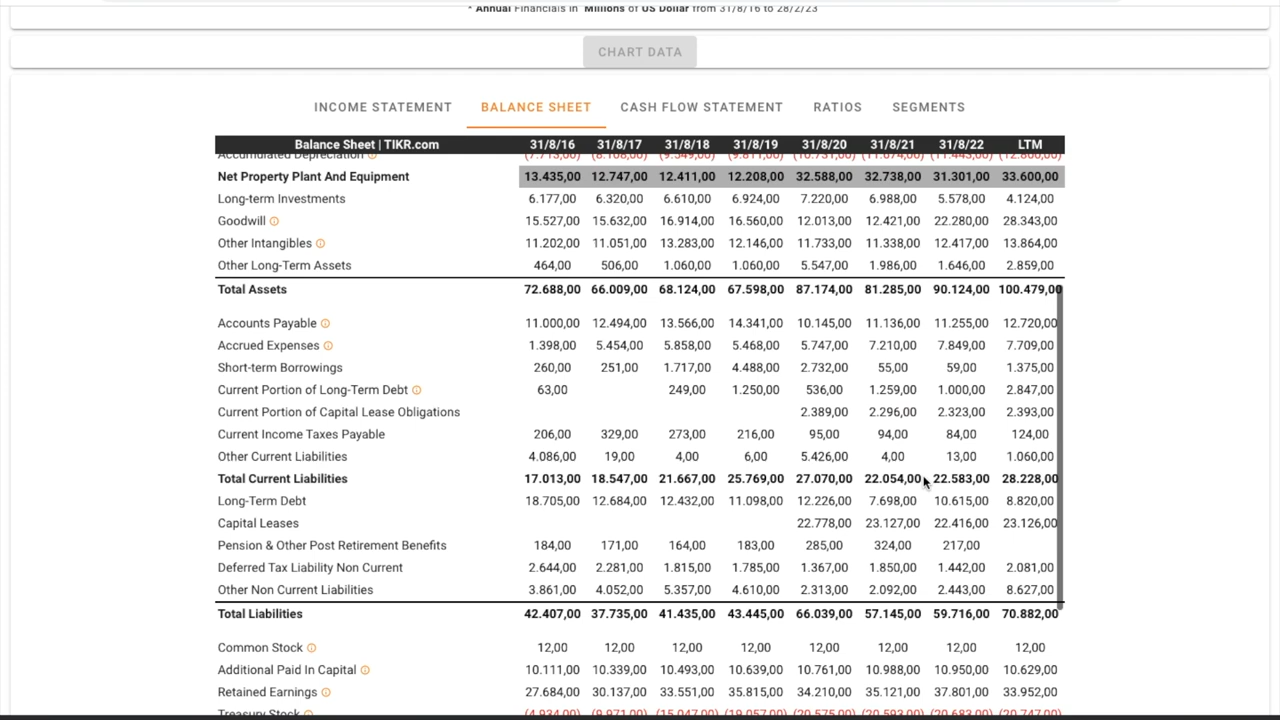 * Annual Financials in Millions of US Dollar from 31/8/16 to 28/2/23
CHART DATA
INCOME STATEMENT BALANCE SHEET CASH FLOW STATEMENT RATIOS SEGMENTS
Balance Sheet | TIKR.com 31/8/16 31/8/17 31/8/18 31/8/19 31/8/20 31/8/21 31/8/22 LTM
Accumulated Depreciation (7.713,00) (8.168,00) (9.549,00) (9.811,00) (10.731,00) (11.674,00) (11.443,00) (12.800,00)
Net Property Plant And Equipment 13.435,00 12.747,00 12.411,00 12.208,00 32.588,00 32.738,00 31.301,00 33.600,00
Long-term Investments 6.177,00 6.320,00 6.610,00 6.924,00 7.220,00 6.988,00 5.578,00 4.124,00
Goodwill 15.527,00 15.632,00 16.914,00 16.560,00 12.013,00 12.421,00 22.280,00 28.343,00
Other Intangibles 11.202,00 11.051,00 13.283,00 12.146,00 11.733,00 11.338,00 12.417,00 13.864,00
Other Long-Term Assets 464,00 506,00 1.060,00 1.060,00 5.547,00 1.986,00 1.646,00 2.859,00
Total Assets 72.688,00 66.009,00 68.124,00 67.598,00 87.174,00 81.285,00 90.124,00 100.479,00
Accounts Payable 11.000,00 12.494,00 13.566,00 14.341,00 10.145,00 11.136,00 11.255,00 12.720,00
Accrued Expenses 1.398,00 5.454,00 5.858,00 5.468,00 5.747,00 7.210,00 7.849,00 7.709,00
Short-term Borrowings 260,00 251,00 1.717,00 4.488,00 2.732,00 55,00 59,00 1.375,00
Current Portion of Long-Term Debt 63,00 249,00 1.250,00 536,00 1.259,00 1.000,00 2.847,00
Current Portion of Capital Lease Obligations 2.389,00 2.296,00 2.323,00 2.393,00
Current Income Taxes Payable 206,00 329,00 273,00 216,00 95,00 94,00 84,00 124,00
Other Current Liabilities 4.086,00 19,00 4,00 6,00 5.426,00 4,00 13,00 1.060,00
Total Current Liabilities 17.013,00 18.547,00 21.667,00 25.769,00 27.070,00 22.054,00 22.583,00 28.228,00
Long-Term Debt 18.705,00 12.684,00 12.432,00 11.098,00 12.226,00 7.698,00 10.615,00 8.820,00
Capital Leases 22.778,00 23.127,00 22.416,00 23.126,00
Pension & Other Post Retirement Benefits 184,00 171,00 164,00 183,00 285,00 324,00 217,00
Deferred Tax Liability Non Current 2.644,00 2.281,00 1.815,00 1.785,00 1.367,00 1.850,00 1.442,00 2.081,00
Other Non Current Liabilities 3.861,00 4.052,00 5.357,00 4.610,00 2.313,00 2.092,00 2.443,00 8.627,00
Total Liabilities 42.407,00 37.735,00 41.435,00 43.445,00 66.039,00 57.145,00 59.716,00 70.882,00
Common Stock 12,00 12,00 12,00 12,00 12,00 12,00 12,00 12,00
Additional Paid In Capital 10.111,00 10.339,00 10.493,00 10.639,00 10.761,00 10.988,00 10.950,00 10.629,00
Retained Earnings 27.684,00 30.137,00 33.551,00 35.815,00 34.210,00 35.121,00 37.801,00 33.952,00
Treasury Stock (4.934,00) (9.971,00) (15.047,00) (19.057,00) (20.575,00) (20.593,00) (20.683,00) (20.747,00)